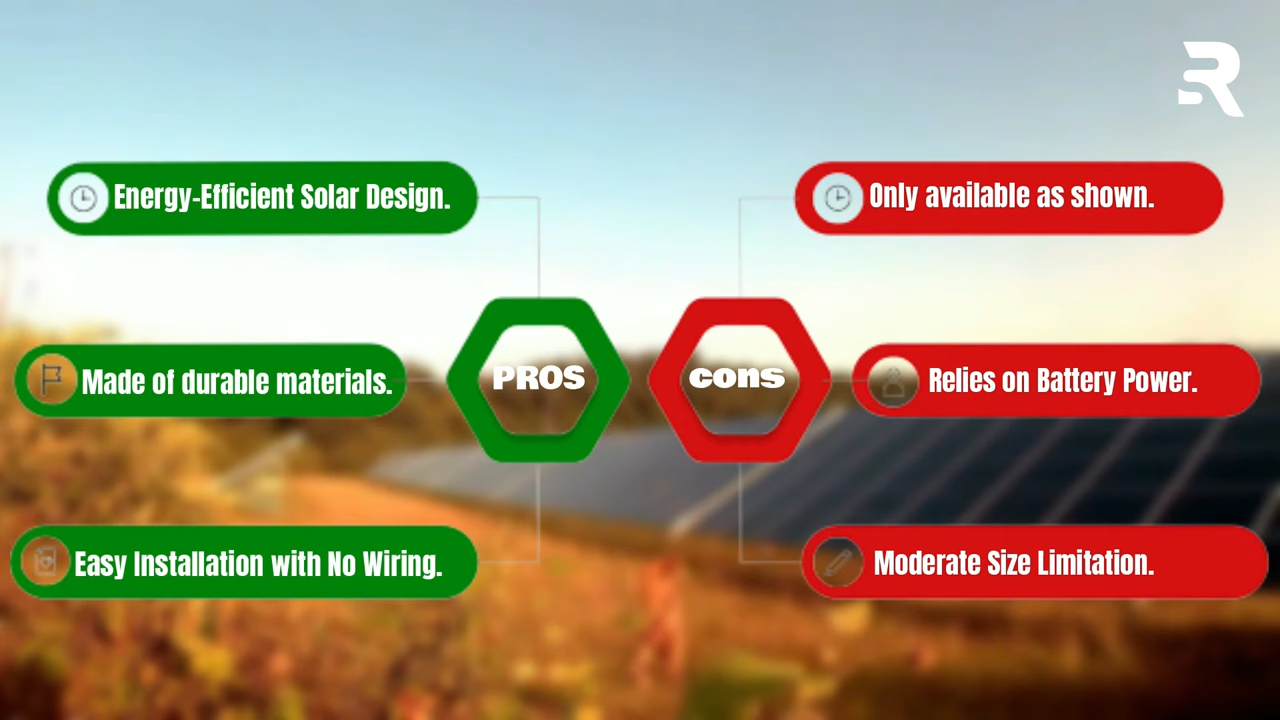 Energy-Efficient Solar Design.
Made of durable materials.
Easy Installation with No Wiring.
PROS
cons
Only available as shown.
Relies on Battery Power.
Moderate Size Limitation.